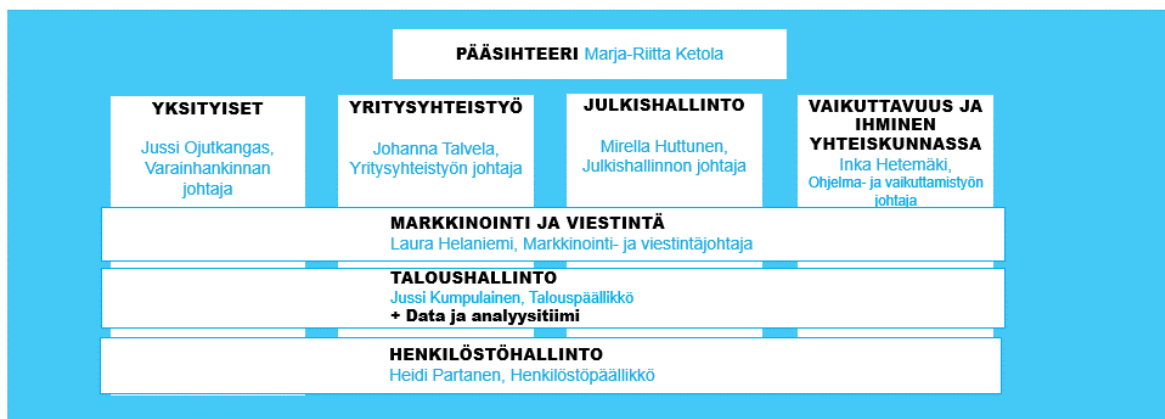 PÄÄSIHTEERI Marja-Riitta Ketola
YKSITYISET
Jussi Ojutkangas,
Varainhankinnan
johtaja
YRITYSYHTEISTYÖ
Johanna Talvela,
Yritysyhteistyön johtaja
JULKISHALLINTO
Mirella Huttunen,
Julkishallinnon johtaja
VAIKUTTAVUUS JA
IHMINEN
YHTEISKUNNASSA
Inka Hetemäki,
Ohjelma- ja vaikuttamistyön
johtaja
MARKKINOINTI JA VIESTINTÄ
Laura Helaniemi, Markkinointi- ja viestintäjohtaja
TALOUSHALLINTO
Jussi Kumpulainen, Talouspäällikkö
+ Data ja analyysitiimi
HENKILÖSTÖHALLINTO
Heidi Partanen, Henkilöstöpäällikkö